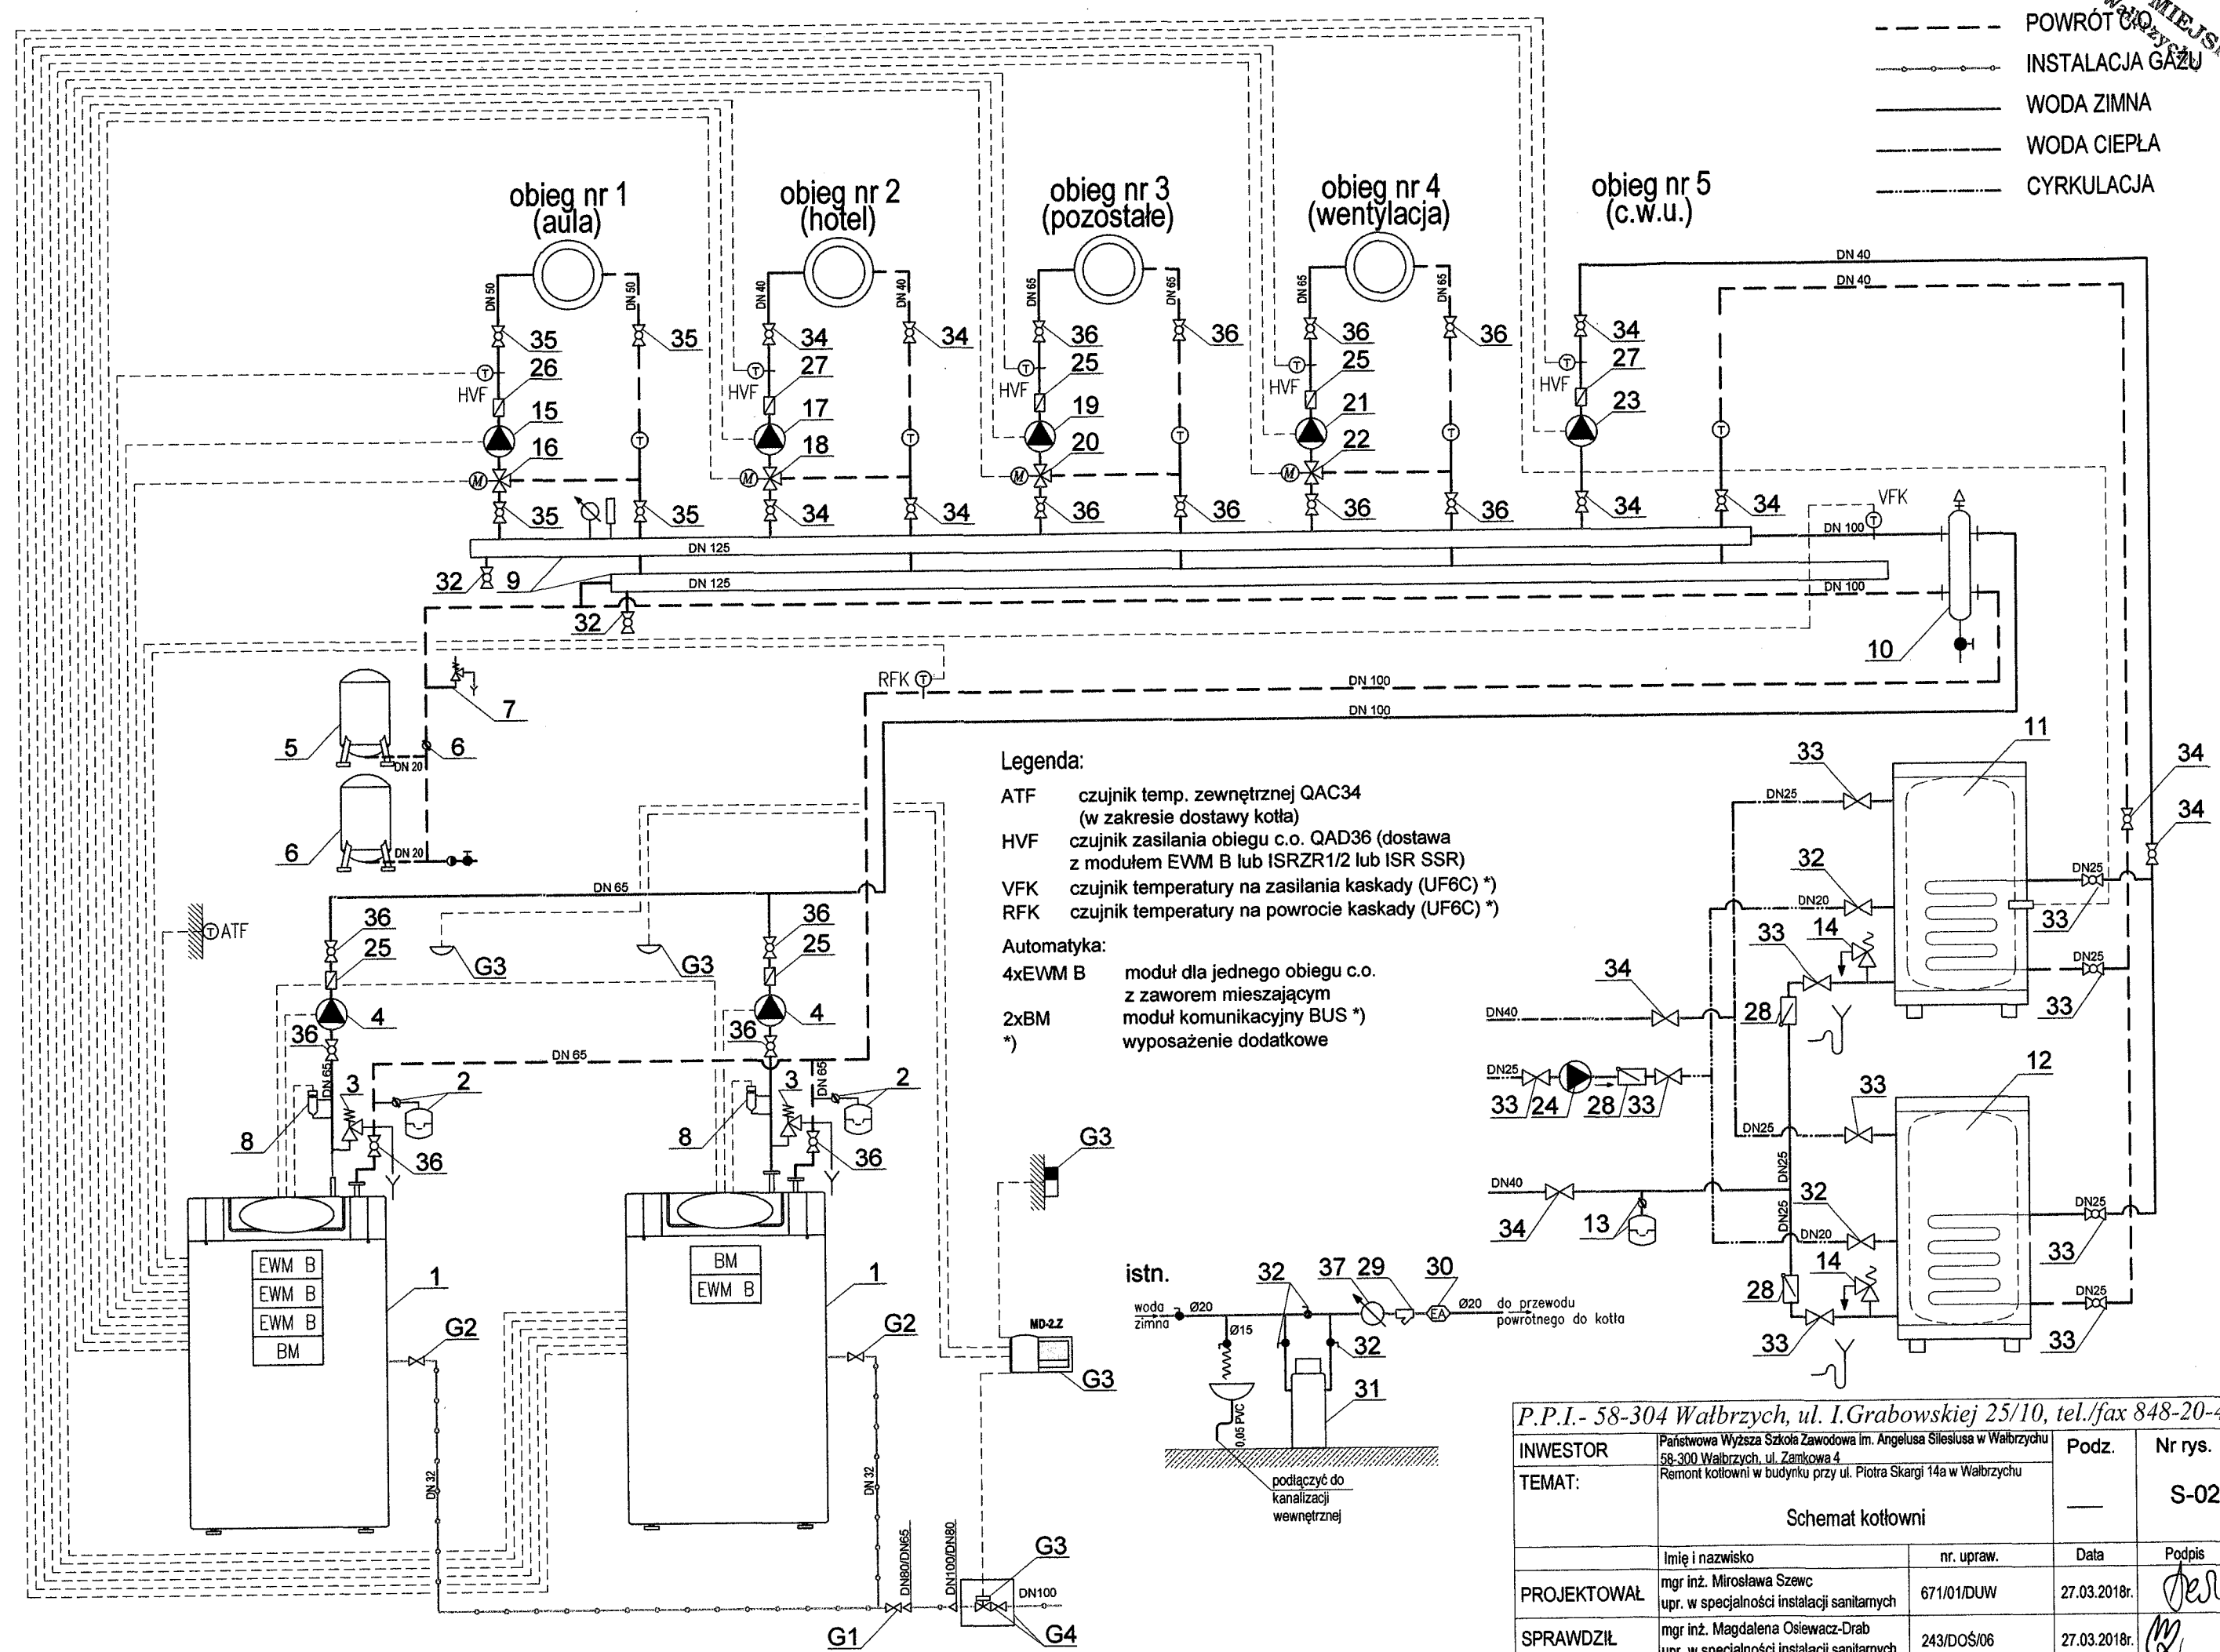 POWRÓT
INSTALACJA GAZU
WODA ZIMNA
WODA CIEPŁA
CYRKULACJA
obieg nr 1
(aula)
obieg nr 2
(hotel)
obieg nr 3
(pozostałe)
obieg nr 4
(wentylacja)
obieg nr 5
(c.w.u.)
DN 40
DN 40
DN 50
DN 50
DN 40
DN 40
DN 65
DN 65
DN 65
DN 65
35
35
34
34
36
36
36
36
34
T
HVF
26
T
HVF
27
T
HVF
25
T
HVF
25
T
HVF
27
15
17
19
21
23
T
T
T
T
T
M
16
M
18
M
20
M
22
35
35
34
34
36
36
36
36
34
34
VFK
T
DN 100
DN 125
32
9
DN 125
DN 100
32
10
RFK T
DN 100
DN 100
7
5
6
DN 20
6
DN 20
DN 65
T ATF
36
25
4
36
DN 65
G3
G3
36
25
4
36
DN 65
DN 65
8
3
2
36
8
3
2
36
Legenda:
ATF czujnik temp. zewnętrznej QAC34
(w zakresie dostawy kotła)
HVF czujnik zasilania obiegu c.o. QAD36 (dostawa
z modułem EWM B lub ISRZR1/2 lub ISR SSR)
VFK czujnik temperatury na zasilania kaskady (UF6C) *)
RFK czujnik temperatury na powrocie kaskady (UF6C) *)
Automatyka:
4xEWM B moduł dla jednego obiegu c.o.
z zaworem mieszającym
2xBM moduł komunikacyjny BUS *)
*) wyposażenie dodatkowe
11
33
34
34
DN25
32
DN25
DN20
33
33
14
DN25
33
28
34
DN40
DN25
33
24
28
33
12
33
DN25
DN25
DN40
34
13
DN25
32
DN20
DN25
33
14
28
DN25
33
33
EWM B
EWM B
EWM B
BM
1
G2
DN 32
BM
EWM B
1
G2
DN 32
G3
MD-2.Z
G3
istn.
woda
zimna
Ø20
32
37
29
30
EA
Ø20
do przewodu
powrotnego do kotła
Ø15
32
31
0,05 PVC
podłączyć do
kanalizacji
wewnętrznej
DN80/DN65
DN100/DN80
G3
DN100
G1
G4
P.P.I.- 58-304 Wałbrzych, ul. I.Grabowskiej 25/10, tel./fax 848-20-4
INWESTOR
Państwowa Wyższa Szkoła Zawodowa im. Angelusa Silesiusa w Wałbrzychu
58-300 Wałbrzych, ul. Zamkowa 4
Podz.
Nr rys.
TEMAT:
Remont kotłowni w budynku przy ul. Piotra Skargi 14a w Wałbrzychu
Schemat kotłowni
S-02
Imię i nazwisko
nr. upraw.
Data
Podpis
PROJEKTOWAŁ
mgr inż. Mirosława Szewc
upr. w specjalności instalacji sanitarnych
671/01/DUW
27.03.2018r.
SPRAWDZIŁ
mgr inż. Magdalena Osiewacz-Drab
upr. w specjalności instalacji sanitarnych
243/DOŚ/06
27.03.2018r.